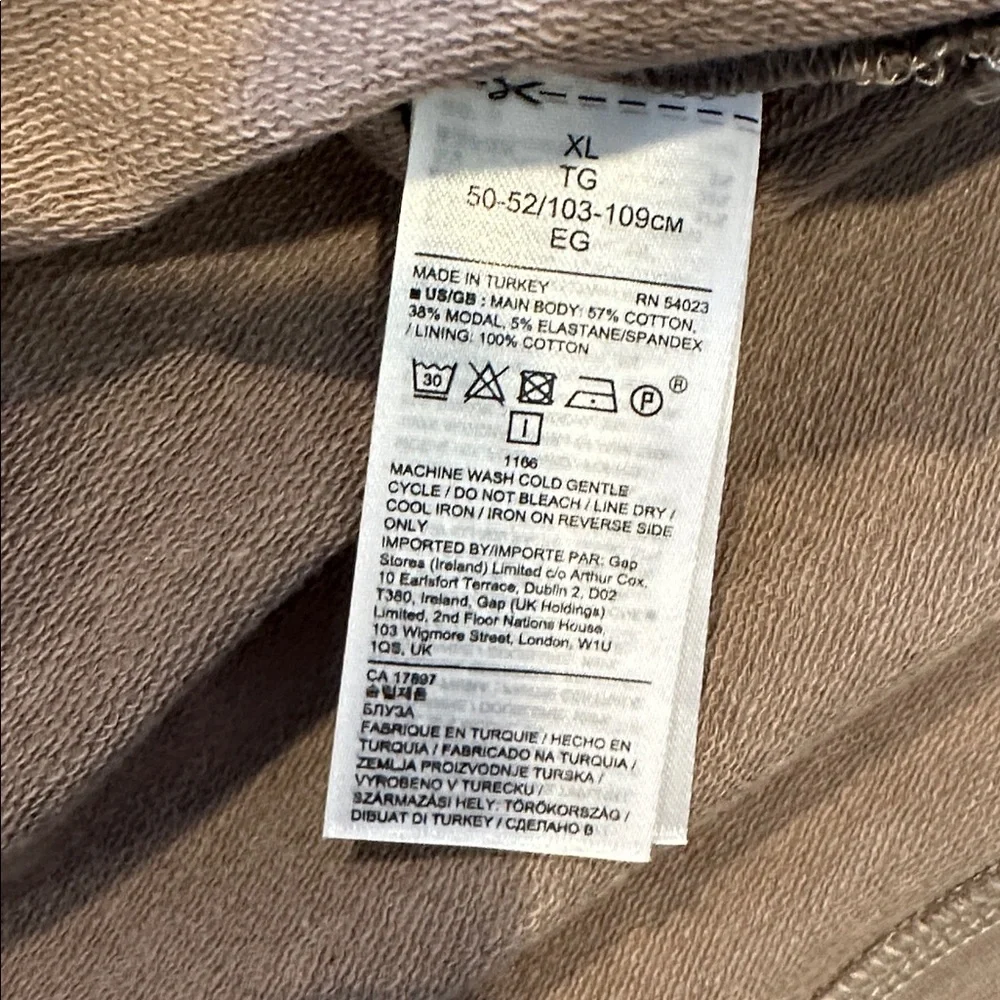 XL
TG
50-52/103-109CM
EG
MADE IN TURKEY RN 54023
■ US/GB : MAIN BODY: 57% COTTON,
38% MODAL, 5% ELASTANE/SPANDEX
/ LINING: 100% COTTON
30 P ®
I
1166
MACHINE WASH COLD GENTLE
CYCLE / DO NOT BLEACH / LINE DRY /
COOL IRON / IRON ON REVERSE SIDE
ONLY
IMPORTED BY/IMPORTE PAR: Gap
Stores (Ireland) Limited c/o Arthur Cox,
10 Earlsfort Terrace, Dublin 2, D02
T380, Ireland, Gap (UK Holdings)
Limited, 2nd Floor Nations House,
103 Wigmore Street, London, W1U
1QS, UK
CA 17897
БЛУЗА
FABRIQUE EN TURQUIE / HECHO EN
TURQUIA / FABRICADO NA TURQUIA /
ZEMLJA PROIZVODNJE TURSKA /
VYROBENO V TURECKU /
SZÁRMAZÁSI HELY: TÖRÖKORSZÁG /
DIBUAT DI TURKEY / СДЕЛАНО В